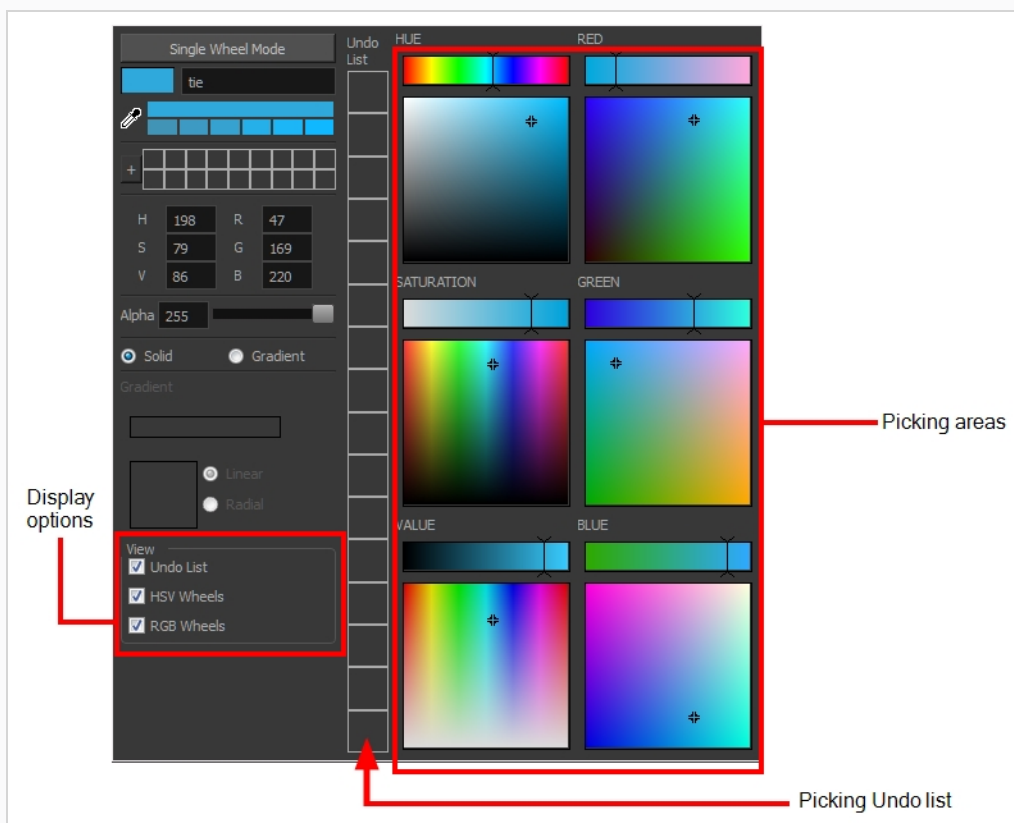 Single Wheel Mode
tie
+
H 198 R 47
S 79 G 169
V 86 B 220
Alpha 255
Solid Gradient
Gradient
Linear
Radial
View
Undo List
HSV Wheels
RGB Wheels
Undo
List
HUE RED
SATURATION GREEN
VALUE BLUE
Display
options
Picking areas
Picking Undo list